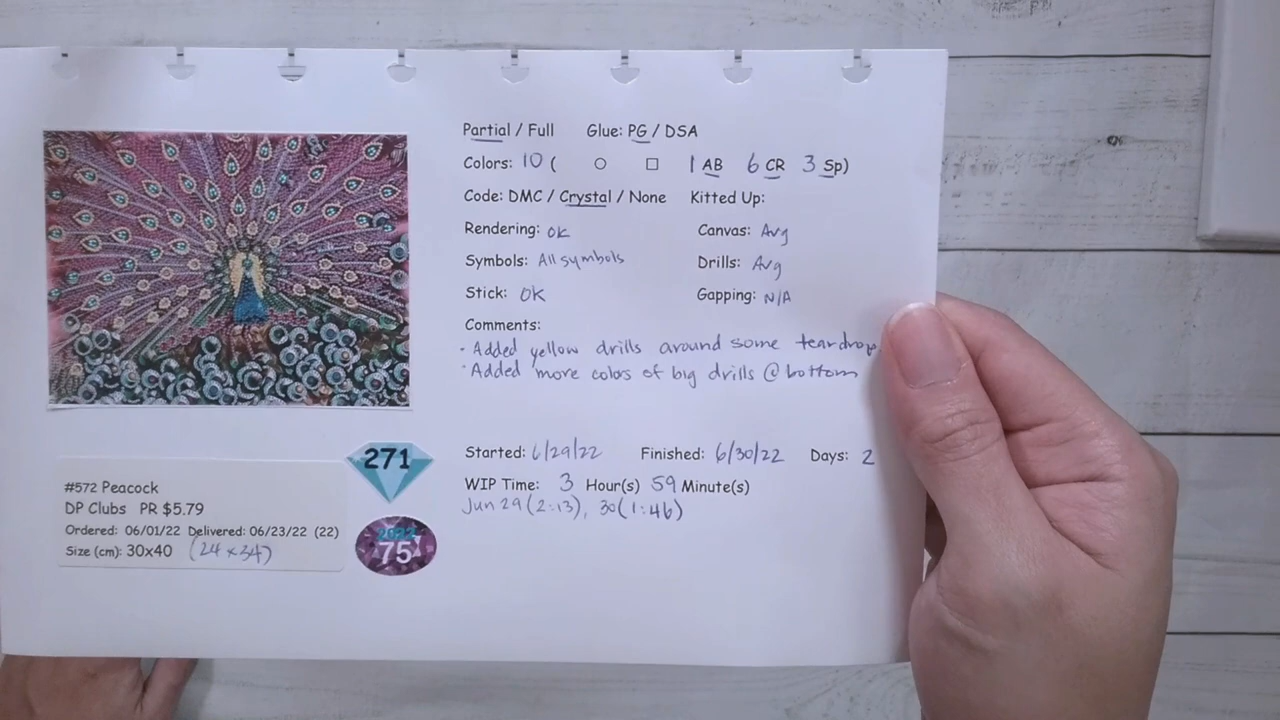 Partial / Full Glue: PG / DSA
Colors: 10 ( ○ □ 1 AB 6 CR 3 Sp)
Code: DMC / Crystal / None Kitted Up:
Rendering: OK Canvas: Avg
Symbols: All symbols Drills: Avg
Stick: OK Gapping: N/A
Comments:
· Added yellow drills around some teardrop
· Added more colors of big drills @ bottom
Started: 6/29/22 Finished: 6/30/22 Days: 2
WIP Time: 3 Hour(s) 59 Minute(s)
Jun 29 (2:13), 30 (1:46)
271
#572 Peacock
DP Clubs PR $5.79
Ordered: 06/01/22 Delivered: 06/23/22 (22)
Size (cm): 30x40 (24 x 34)
2022
75